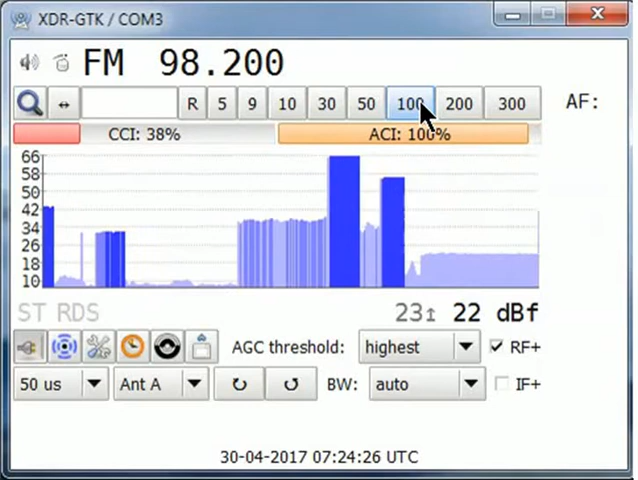 XDR-GTK / COM3
FM 98.200
R 5 9 10 30 50 100 200 300 AF:
CCI: 38% ACI: 100%
66
58
50
42
34
26
18
10
ST RDS 23↥ 22 dBf
AGC threshold: highest RF+
50 us Ant A ↻ ↺ BW: auto IF+
30-04-2017 07:24:26 UTC